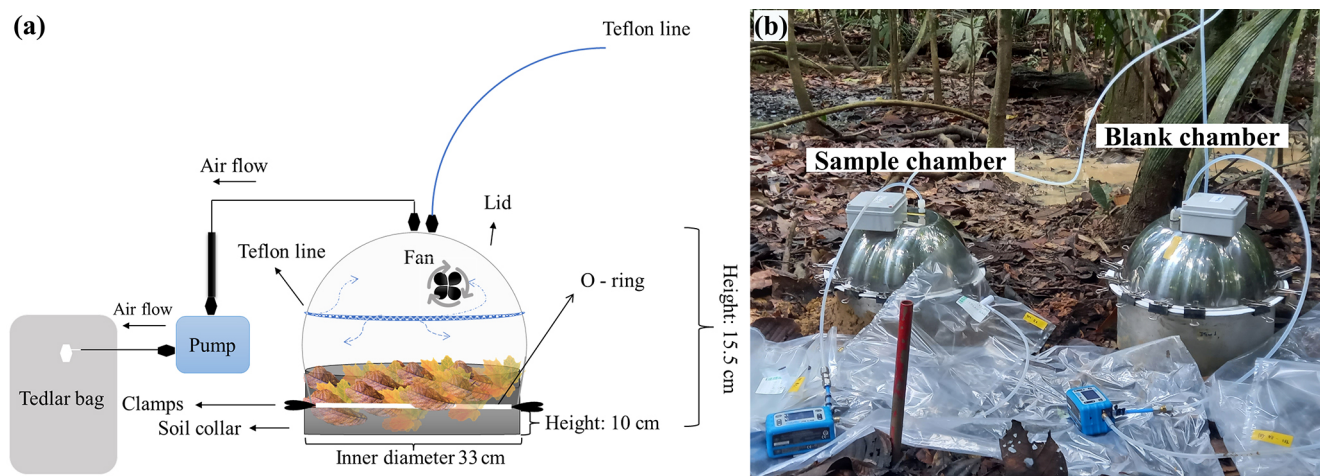 (a)
Teflon line
Air flow
Lid
Teflon line
Fan
O - ring
Air flow
Pump
Tedlar bag
Clamps
Soil collar
Height: 10 cm
Height: 15.5 cm
Inner diameter 33 cm
(b)
Blank chamber
Sample chamber